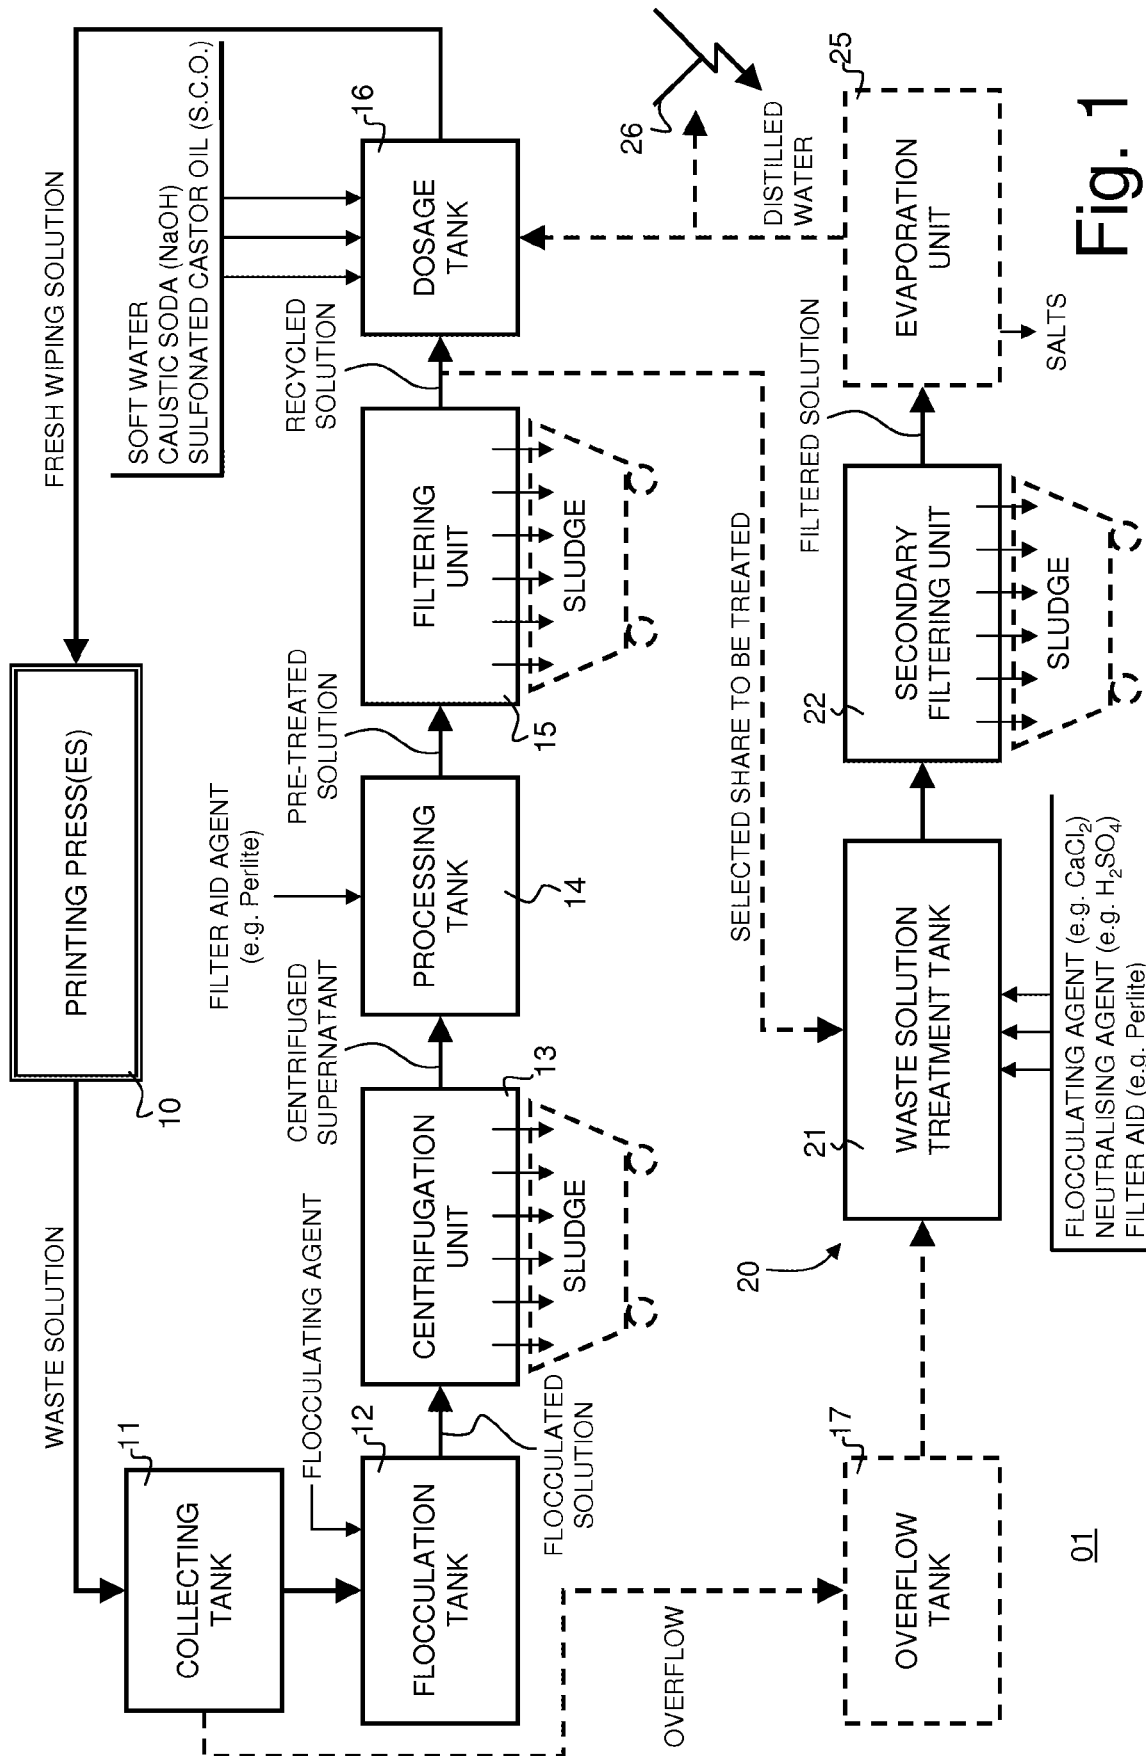 FRESH WIPING SOLUTION
WASTE SOLUTION
PRINTING PRESS(ES)
10
SOFT WATER
CAUSTIC SODA (NaOH)
SULFONATED CASTOR OIL (S.C.O.)
11
COLLECTING
TANK
FLOCCULATING AGENT
12
FLOCCULATION
TANK
FLOCCULATED
SOLUTION
CENTRIFUGATION
UNIT
13
SLUDGE
CENTRIFUGED
SUPERNATANT
FILTER AID AGENT
(e.g. Perlite)
PROCESSING
TANK
14
PRE-TREATED
SOLUTION
FILTERING
UNIT
15
SLUDGE
RECYCLED
SOLUTION
16
DOSAGE
TANK
26
DISTILLED
WATER
OVERFLOW
SELECTED SHARE TO BE TREATED
17
OVERFLOW
TANK
20
21
WASTE SOLUTION
TREATMENT TANK
FLOCCULATING AGENT (e.g. CaCl₂)
NEUTRALISING AGENT (e.g. H₂SO₄)
FILTER AID (e.g. Perlite)
22
SECONDARY
FILTERING UNIT
SLUDGE
FILTERED SOLUTION
25
EVAPORATION
UNIT
SALTS
01
Fig. 1